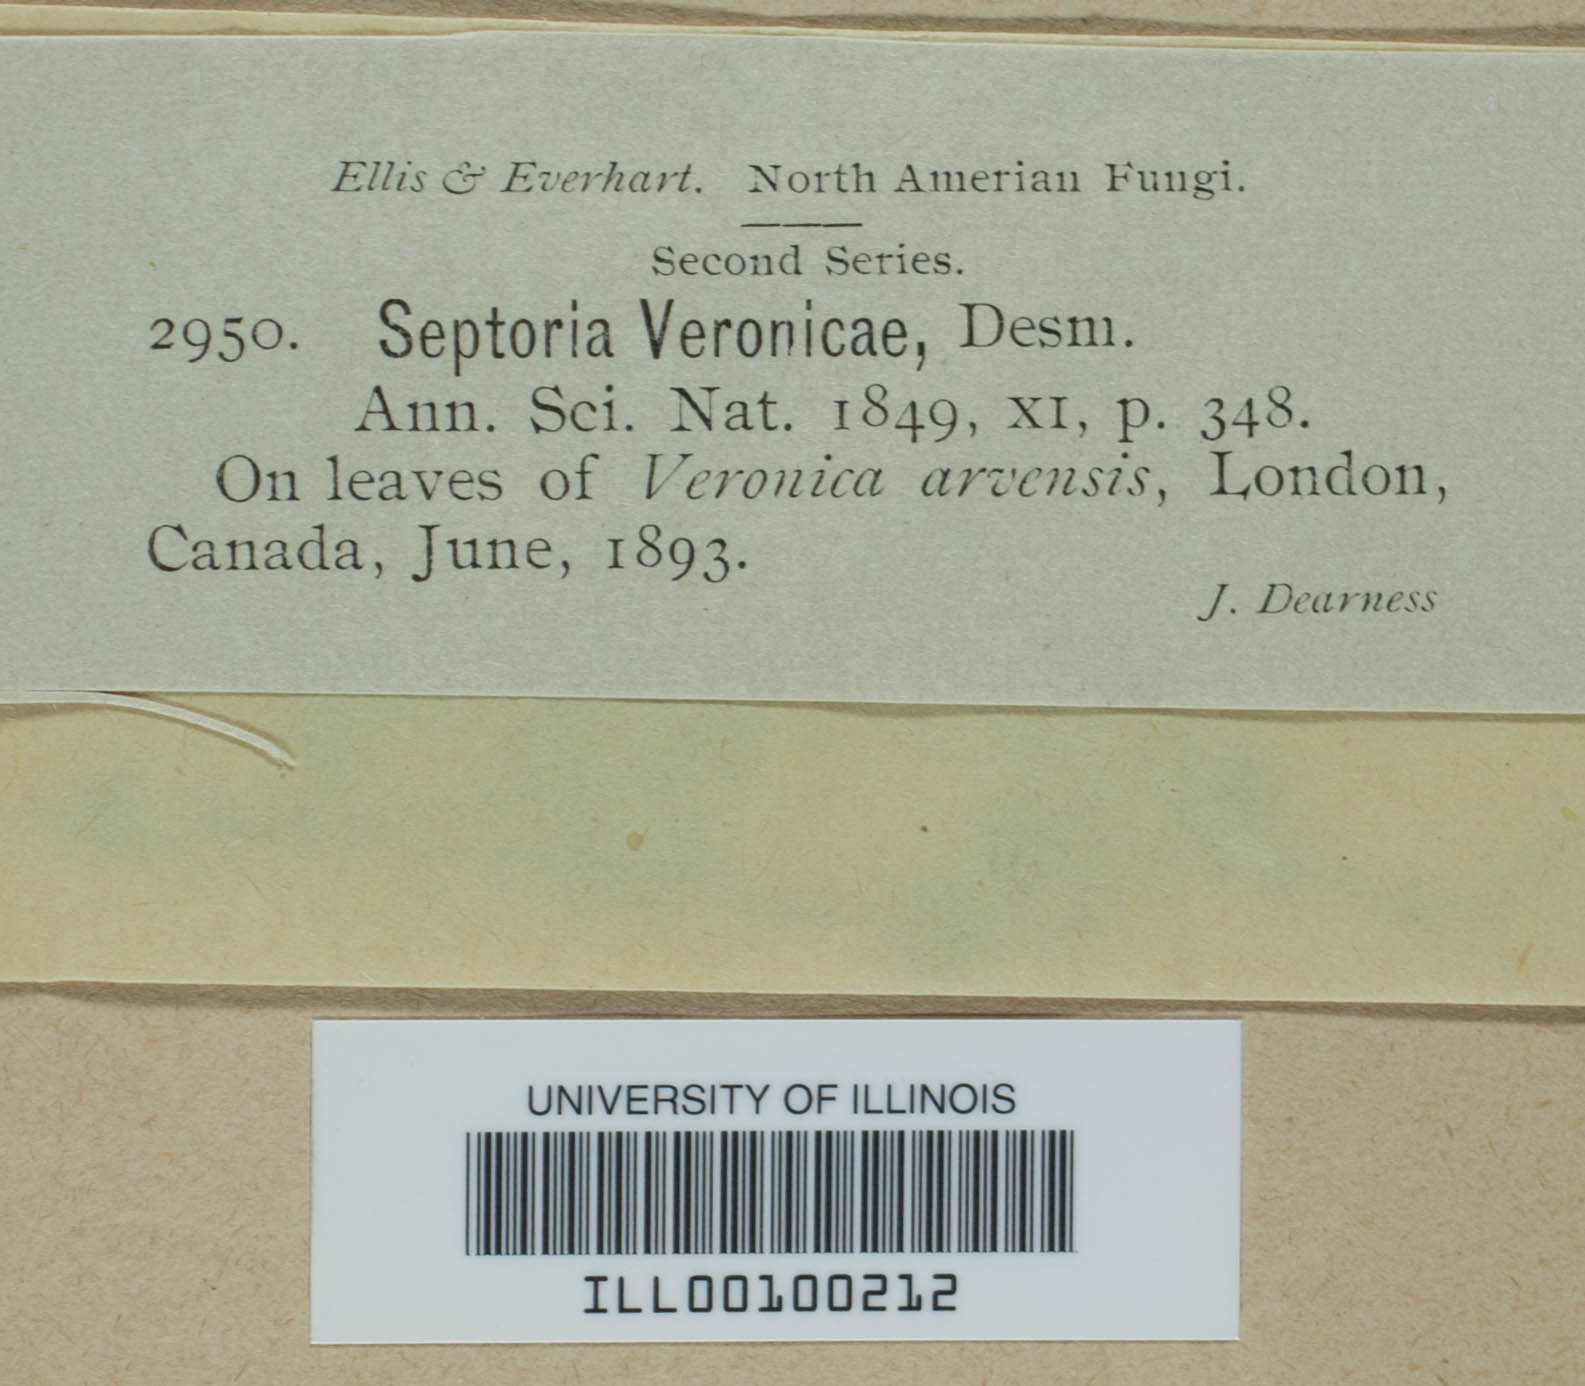 Ellis & Everhart. North Amerian Fungi.
Second Series.
2950. Septoria Veronicae, Desm.
Ann. Sci. Nat. 1849, XI, p. 348.
On leaves of Veronica arvensis, London,
Canada, June, 1893.
J. Dearness
UNIVERSITY OF ILLINOIS
ILL00100212